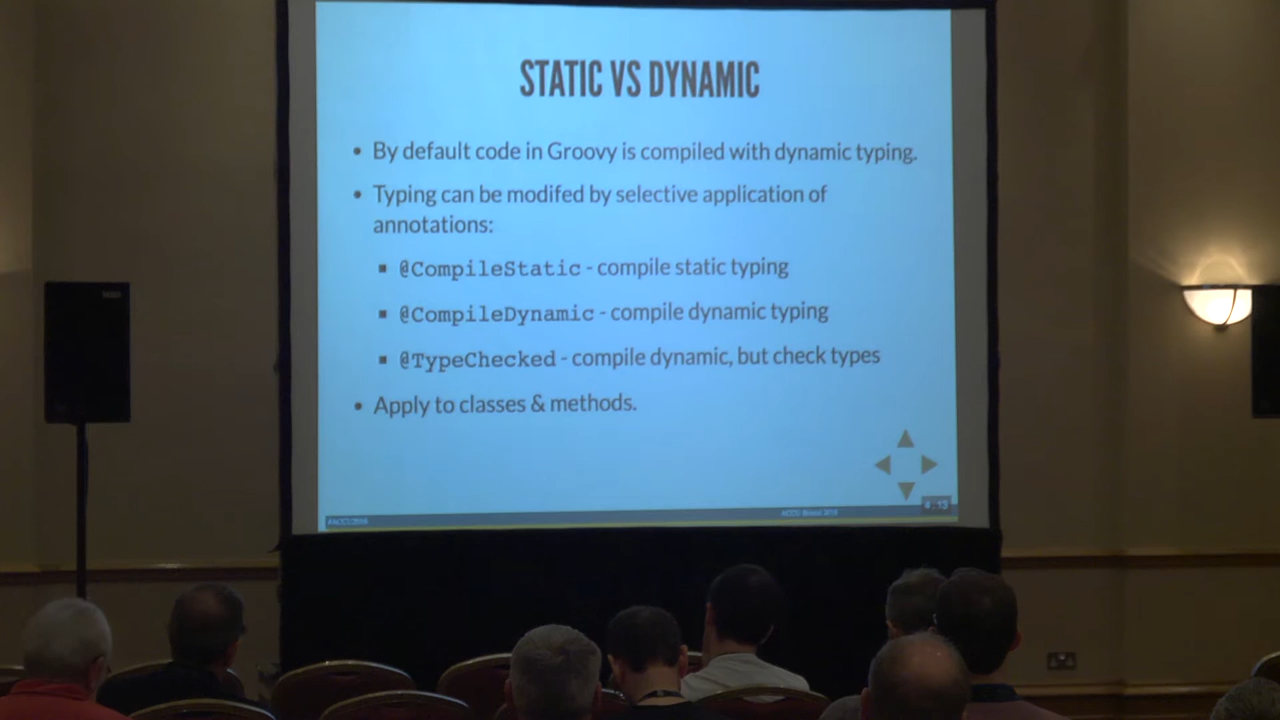 STATIC VS DYNAMIC
• By default code in Groovy is compiled with dynamic typing.
• Typing can be modifed by selective application of
annotations:
▪ @CompileStatic - compile static typing
▪ @CompileDynamic - compile dynamic typing
▪ @TypeChecked - compile dynamic, but check types
• Apply to classes & methods.